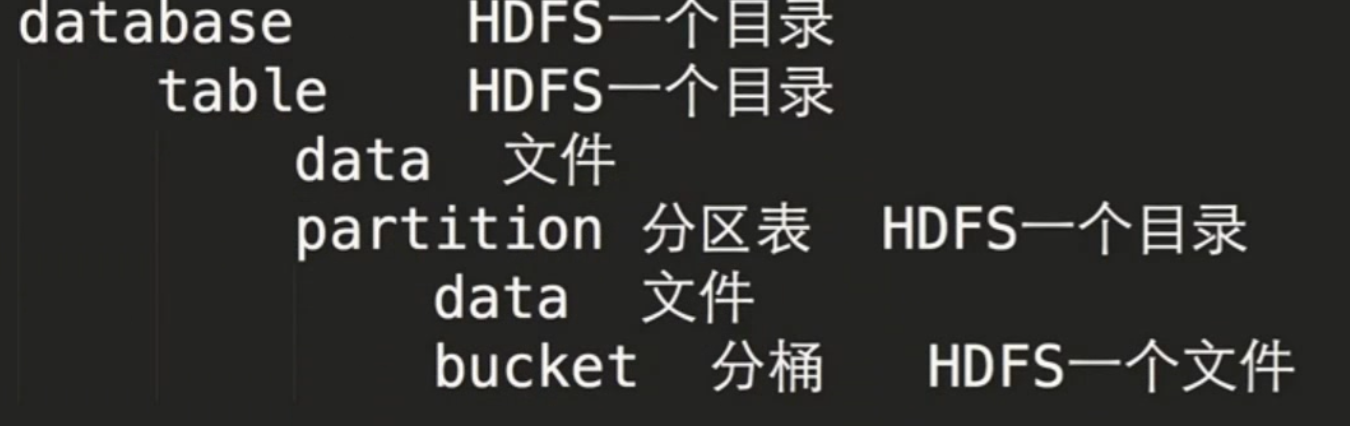 database HDFS一个目录
table HDFS一个目录
data 文件
partition 分区表 HDFS一个目录
data 文件
bucket 分桶 HDFS一个文件